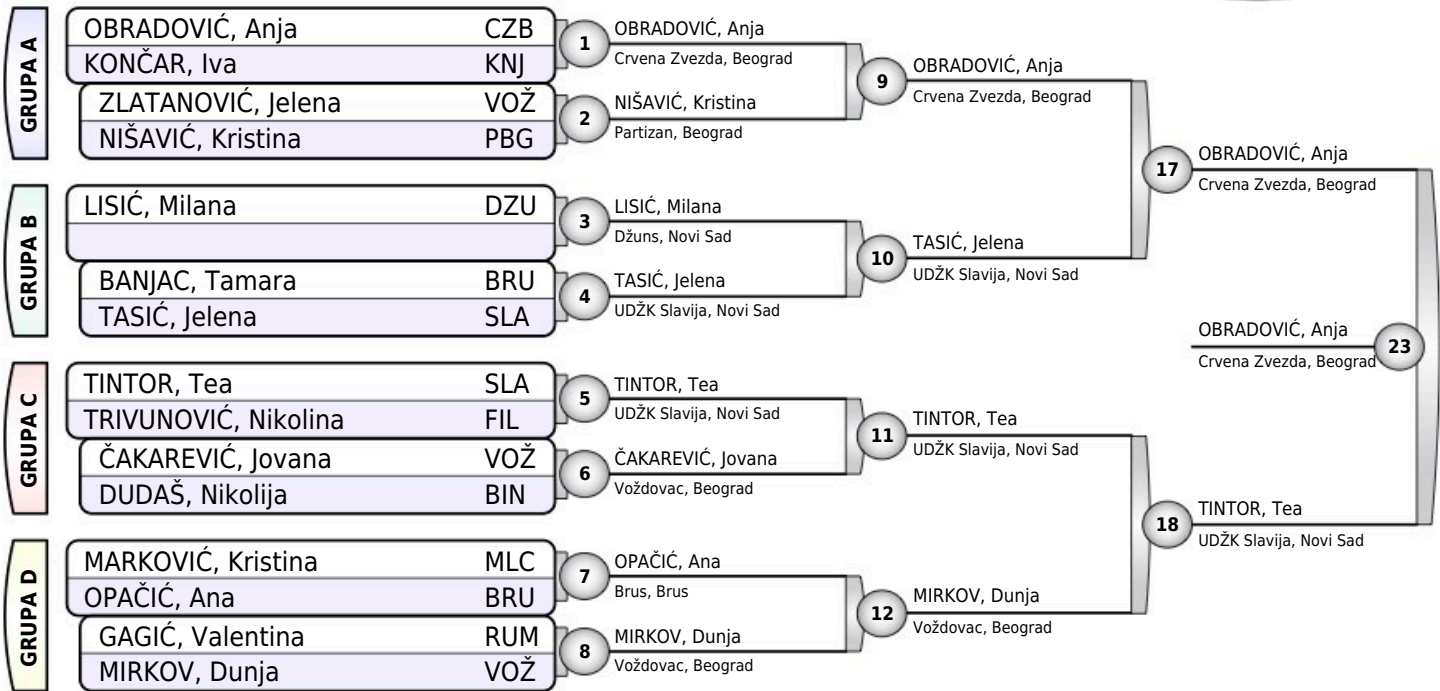 GRUPA A
OBRADOVIĆ, Anja CZB
KONČAR, Iva KNJ
ZLATANOVIĆ, Jelena VOŽ
NIŠAVIĆ, Kristina PBG
GRUPA B
LISIĆ, Milana DZU
BANJAC, Tamara BRU
TASIĆ, Jelena SLA
GRUPA C
TINTOR, Tea SLA
TRIVUNOVIĆ, Nikolina FIL
ČAKAREVIĆ, Jovana VOŽ
DUDAŠ, Nikolija BIN
GRUPA D
MARKOVIĆ, Kristina MLC
OPAČIĆ, Ana BRU
GAGIĆ, Valentina RUM
MIRKOV, Dunja VOŽ
1
OBRADOVIĆ, Anja
Crvena Zvezda, Beograd
2
NIŠAVIĆ, Kristina
Partizan, Beograd
3
LISIĆ, Milana
Džuns, Novi Sad
4
TASIĆ, Jelena
UDŽK Slavija, Novi Sad
5
TINTOR, Tea
UDŽK Slavija, Novi Sad
6
ČAKAREVIĆ, Jovana
Voždovac, Beograd
7
OPAČIĆ, Ana
Brus, Brus
8
MIRKOV, Dunja
Voždovac, Beograd
9
OBRADOVIĆ, Anja
Crvena Zvezda, Beograd
10
TASIĆ, Jelena
UDŽK Slavija, Novi Sad
11
TINTOR, Tea
UDŽK Slavija, Novi Sad
12
MIRKOV, Dunja
Voždovac, Beograd
17
OBRADOVIĆ, Anja
Crvena Zvezda, Beograd
18
TINTOR, Tea
UDŽK Slavija, Novi Sad
OBRADOVIĆ, Anja
Crvena Zvezda, Beograd
23